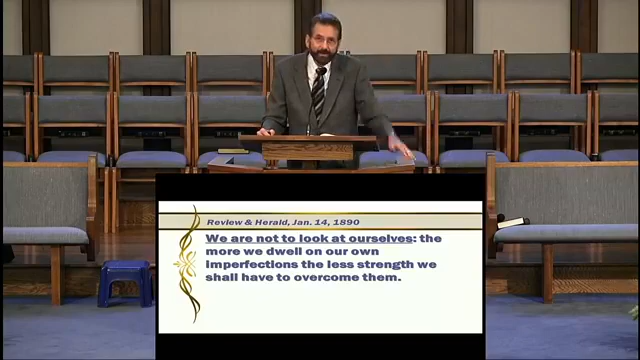 Review & Herald, Jan. 14, 1890
We are not to look at ourselves: the
more we dwell on our own
imperfections the less strength we
shall have to overcome them.